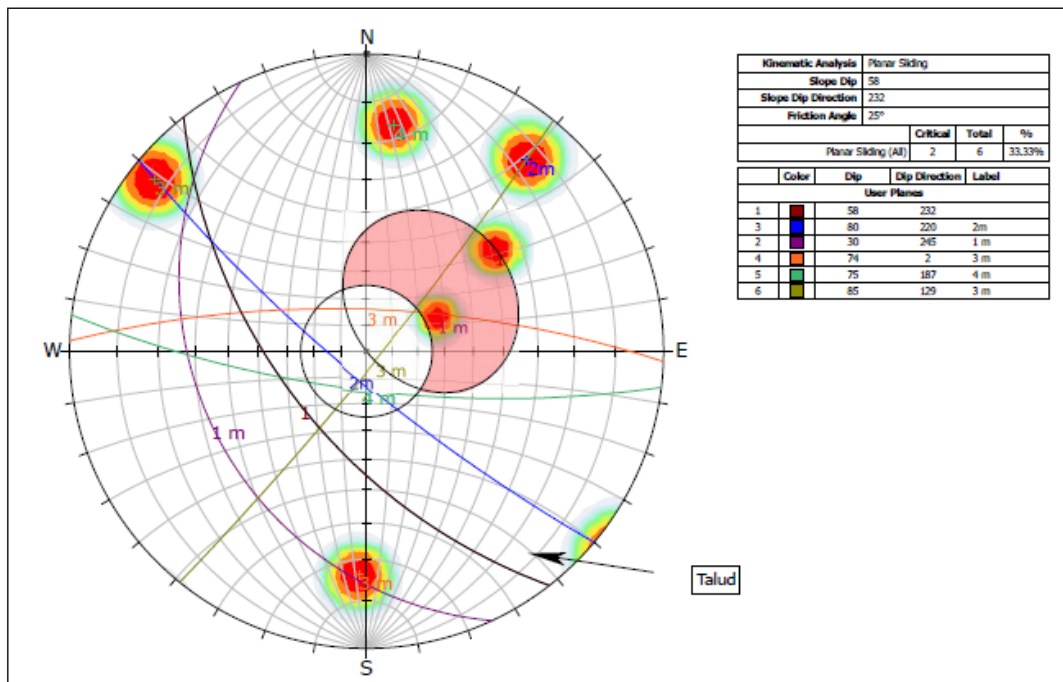 N
4 m
2m
3 m
1
3 m
1 m
W
E
3 m
2m
4 m
1
1 m
3 m
S
Talud
Kinematic Analysis Planar Sliding
Slope Dip 58
Slope Dip Direction 232
Friction Angle 25°
Critical Total %
Planar Sliding (All) 2 6 33.33%
Color Dip Dip Direction Label
User Planes
1 58 232
3 80 220 2m
2 30 245 1 m
4 74 2 3 m
5 75 187 4 m
6 85 129 3 m